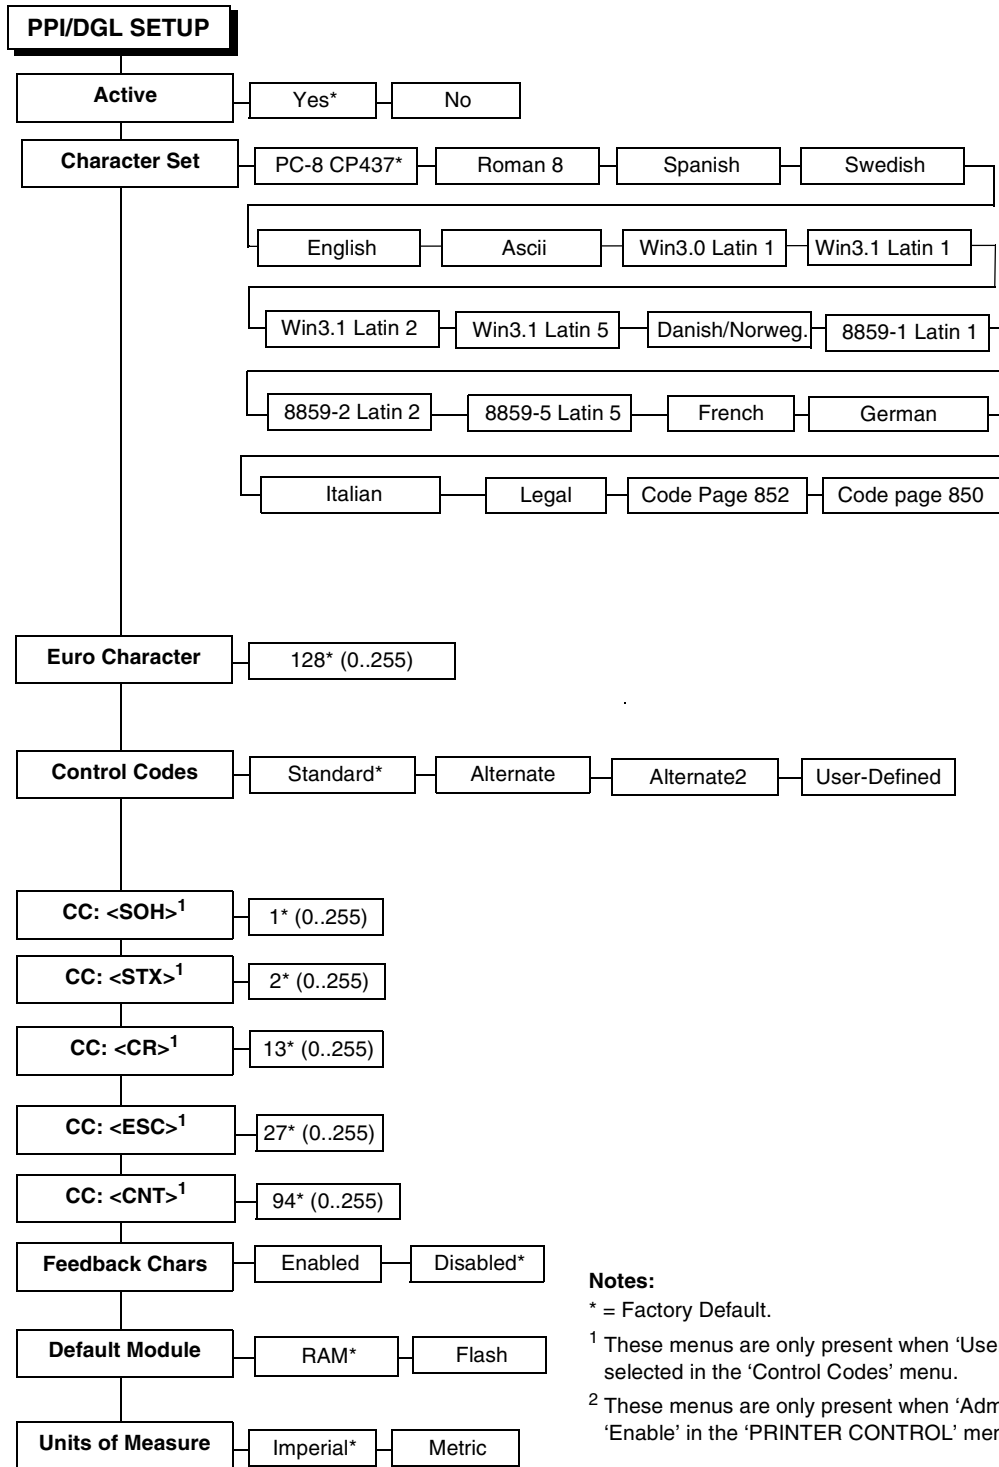 PPI/DGL SETUP
Active Yes* No
Character Set PC-8 CP437* Roman 8 Spanish Swedish
English Ascii Win3.0 Latin 1 Win3.1 Latin 1
Win3.1 Latin 2 Win3.1 Latin 5 Danish/Norweg. 8859-1 Latin 1
8859-2 Latin 2 8859-5 Latin 5 French German
Italian Legal Code Page 852 Code page 850
Euro Character 128* (0..255)
Control Codes Standard* Alternate Alternate2 User-Defined
CC: <SOH>1 1* (0..255)
CC: <STX>1 2* (0..255)
CC: <CR>1 13* (0..255)
CC: <ESC>1 27* (0..255)
CC: <CNT>1 94* (0..255)
Feedback Chars Enabled Disabled*
Default Module RAM* Flash
Units of Measure Imperial* Metric
Notes:
* = Factory Default.
1 These menus are only present when ‘Use
selected in the ‘Control Codes’ menu.
2 These menus are only present when ‘Adm
‘Enable’ in the ‘PRINTER CONTROL’ mer